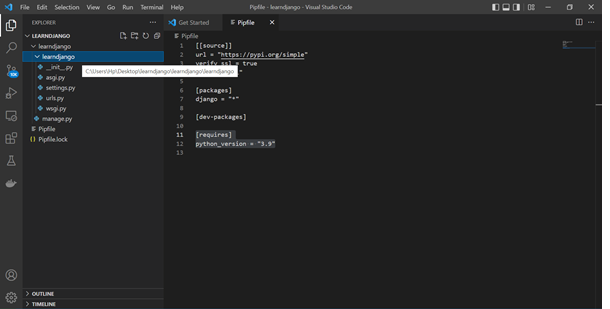 File Edit Selection View Go Run Terminal Help
Pipfile - learndjango - Visual Studio Code
EXPLORER
LEARNDJANGO
learndjango
learndjango
__init__.py
C:\Users\Hp\Desktop\learndjango\learndjango\learndjango
asgi.py
settings.py
urls.py
wsgi.py
manage.py
Pipfile
Pipfile.lock
OUTLINE
TIMELINE
10K
Get Started
Pipfile
Pipfile
1 [[source]]
2 url = "https://pypi.org/simple"
3 verify_ssl = true
"
5
6 [packages]
7 django = "*"
8
9 [dev-packages]
10
11 [requires]
12 python_version = "3.9"
13